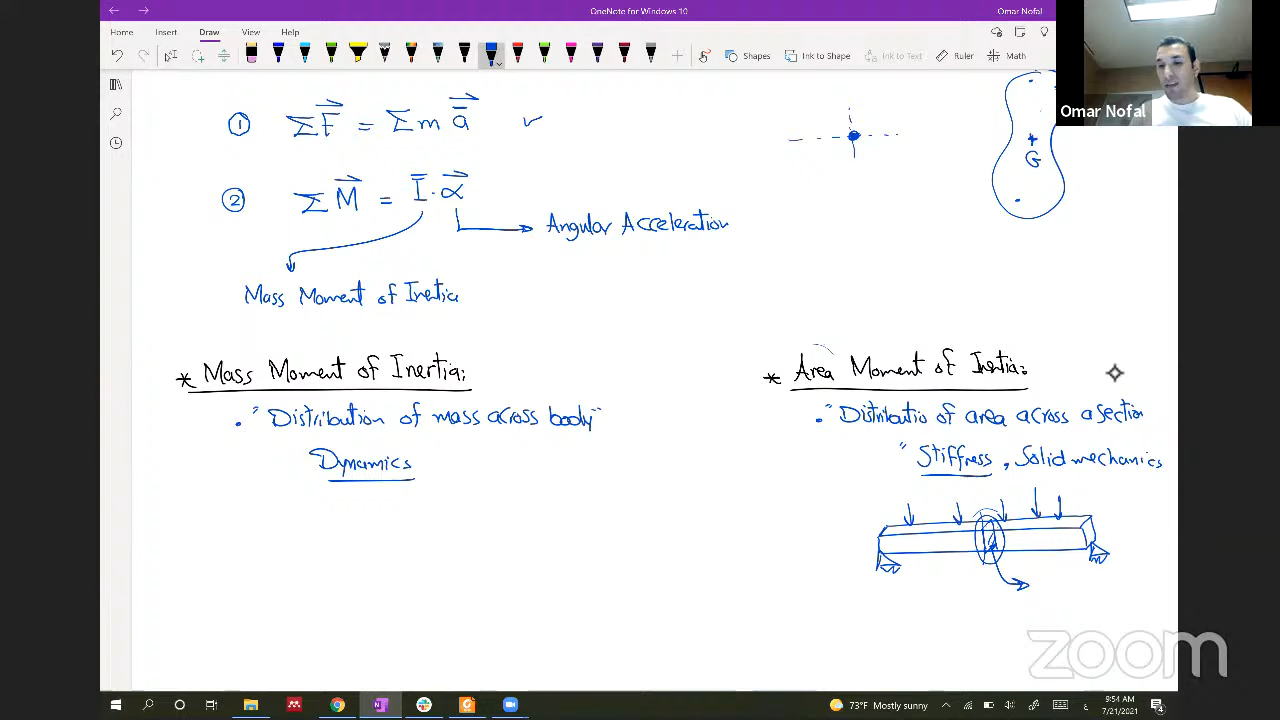 OneNote for Windows 10
Omar Nofal
Home Insert Draw View Help
Shapes Ink to Shape Ink to Text Ruler Math
Omar Nofal
① ΣF = Σm a
G
② ΣM = I · α
Angular Acceleration
Mass Moment of Inertia
* Mass Moment of Inertia:
. "Distribution of mass across body"
Dynamics
* Area Moment of Inertia:
. "Distributio of area across a section
" Stiffness, Solid mechanics
zoom
73°F Mostly sunny
9:54 AM
7/21/2021
4